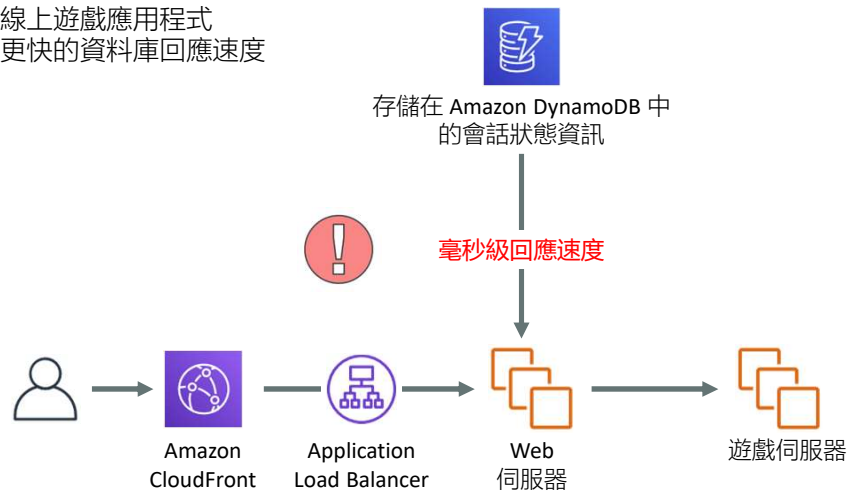 線上遊戲應用程式
更快的資料庫回應速度
存儲在 Amazon DynamoDB 中
的會話狀態資訊
毫秒級回應速度
Amazon
CloudFront
Application
Load Balancer
Web
伺服器
遊戲伺服器